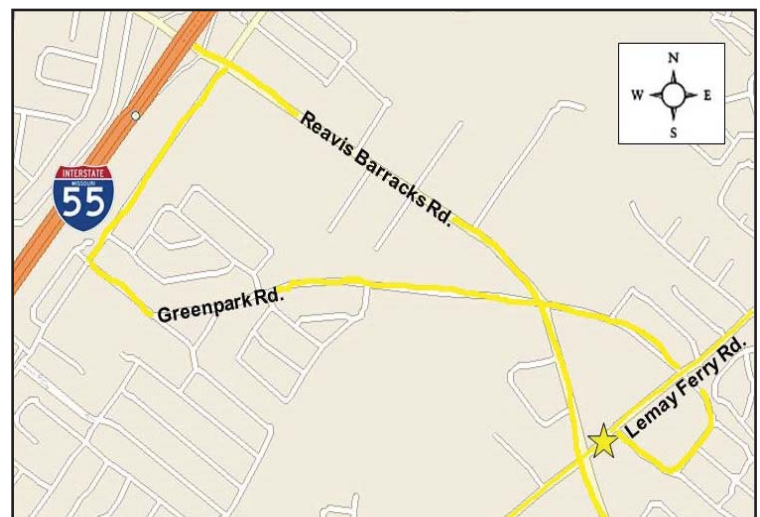 N
W E
S
Reavis Barracks Rd.
INTERSTATE
MISSOURI
55
Greenpark Rd.
Lemay Ferry Rd.